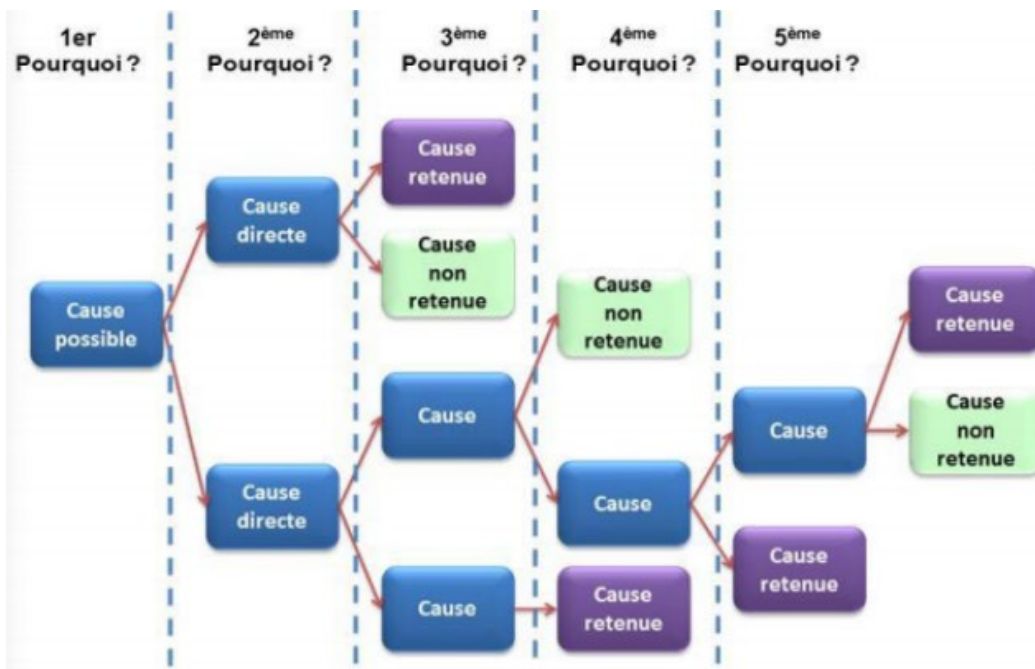 1er
Pourquoi ?
2ème
Pourquoi ?
3ème
Pourquoi ?
4ème
Pourquoi ?
5ème
Pourquoi ?
Cause
possible
Cause
directe
Cause
directe
Cause
retenue
Cause
non
retenue
Cause
Cause
Cause
non
retenue
Cause
Cause
retenue
Cause
Cause
retenue
Cause
retenue
Cause
non
retenue